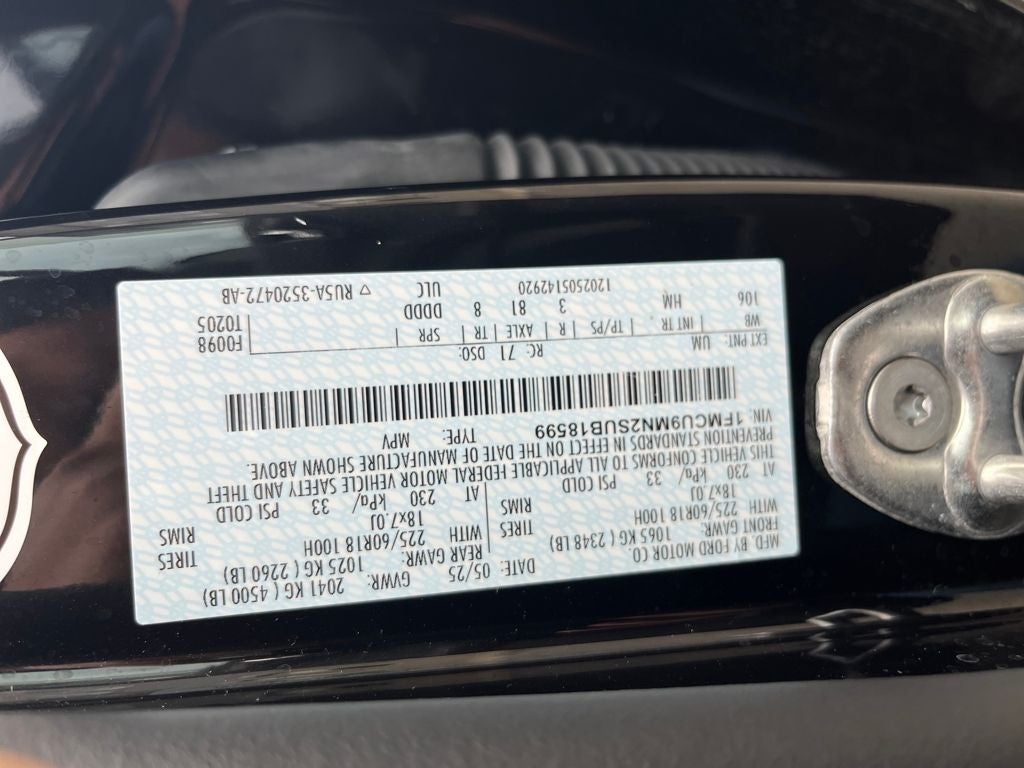 MFD. BY FORD MOTOR CO. DATE: 05/25 GVWR: 2041 KG ( 4500 LB)
FRONT GAWR: 1065 KG ( 2348 LB) REAR GAWR: 1025 KG ( 2260 LB)
WITH 225/60R18 100H TIRES WITH 225/60R18 100H TIRES
18x7.0J RIMS 18x7.0J RIMS
AT 230 kPa/ 33 PSI COLD AT 230 kPa/ 33 PSI COLD
THIS VEHICLE CONFORMS TO ALL APPLICABLE FEDERAL MOTOR VEHICLE SAFETY AND THEFT
PREVENTION STANDARDS IN EFFECT ON THE DATE OF MANUFACTURE SHOWN ABOVE.
VIN: 1FMCU9MN2SUB18599 TYPE: MPV
EXT PNT: UM RC: 71 DSO: F0098
WB INT TR TP/PS R AXLE TR SPR T0205
106 HM 3 81 8 DDDD
1202505142920 ULC ▽ RU5A-3520472-AB